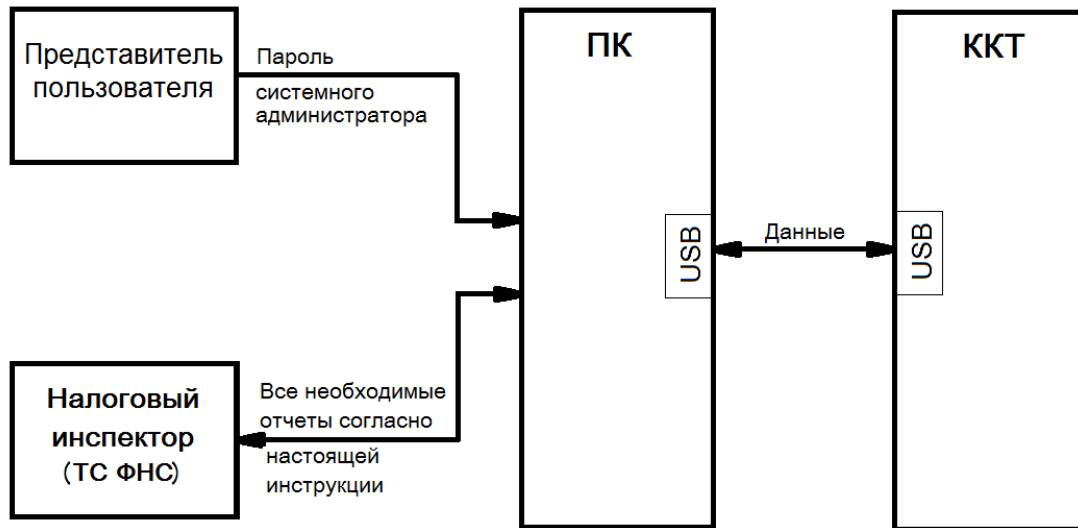 Представитель
пользователя
Пароль
системного
администратора
ПК
ККТ
USB
Данные
USB
Налоговый
инспектор
(ТС ФНС)
Все необходимые
отчеты согласно
настоящей
инструкции